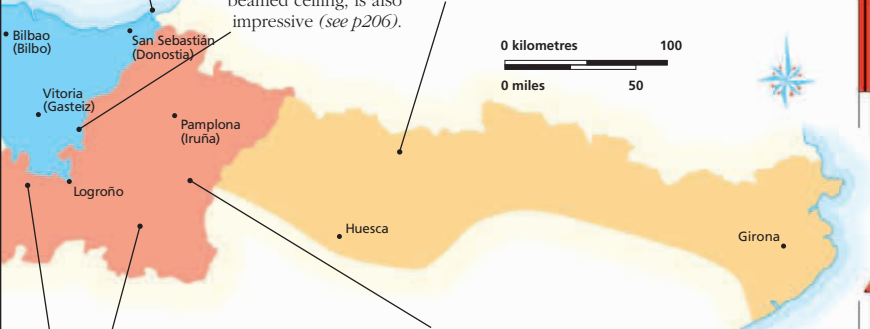 beamed ceiling, is also
impressive (see p206).
0 kilometres 100
0 miles 50
Bilbao
(Bilbo)
San Sebastián
(Donostia)
Vitoria
(Gasteiz)
Pamplona
(Iruña)
Logroño
Huesca
Girona